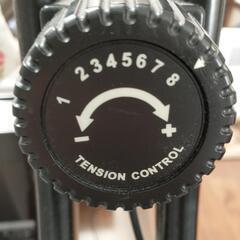 1 2 3 4 5 6 7 8
- +
TENSION CONTROL